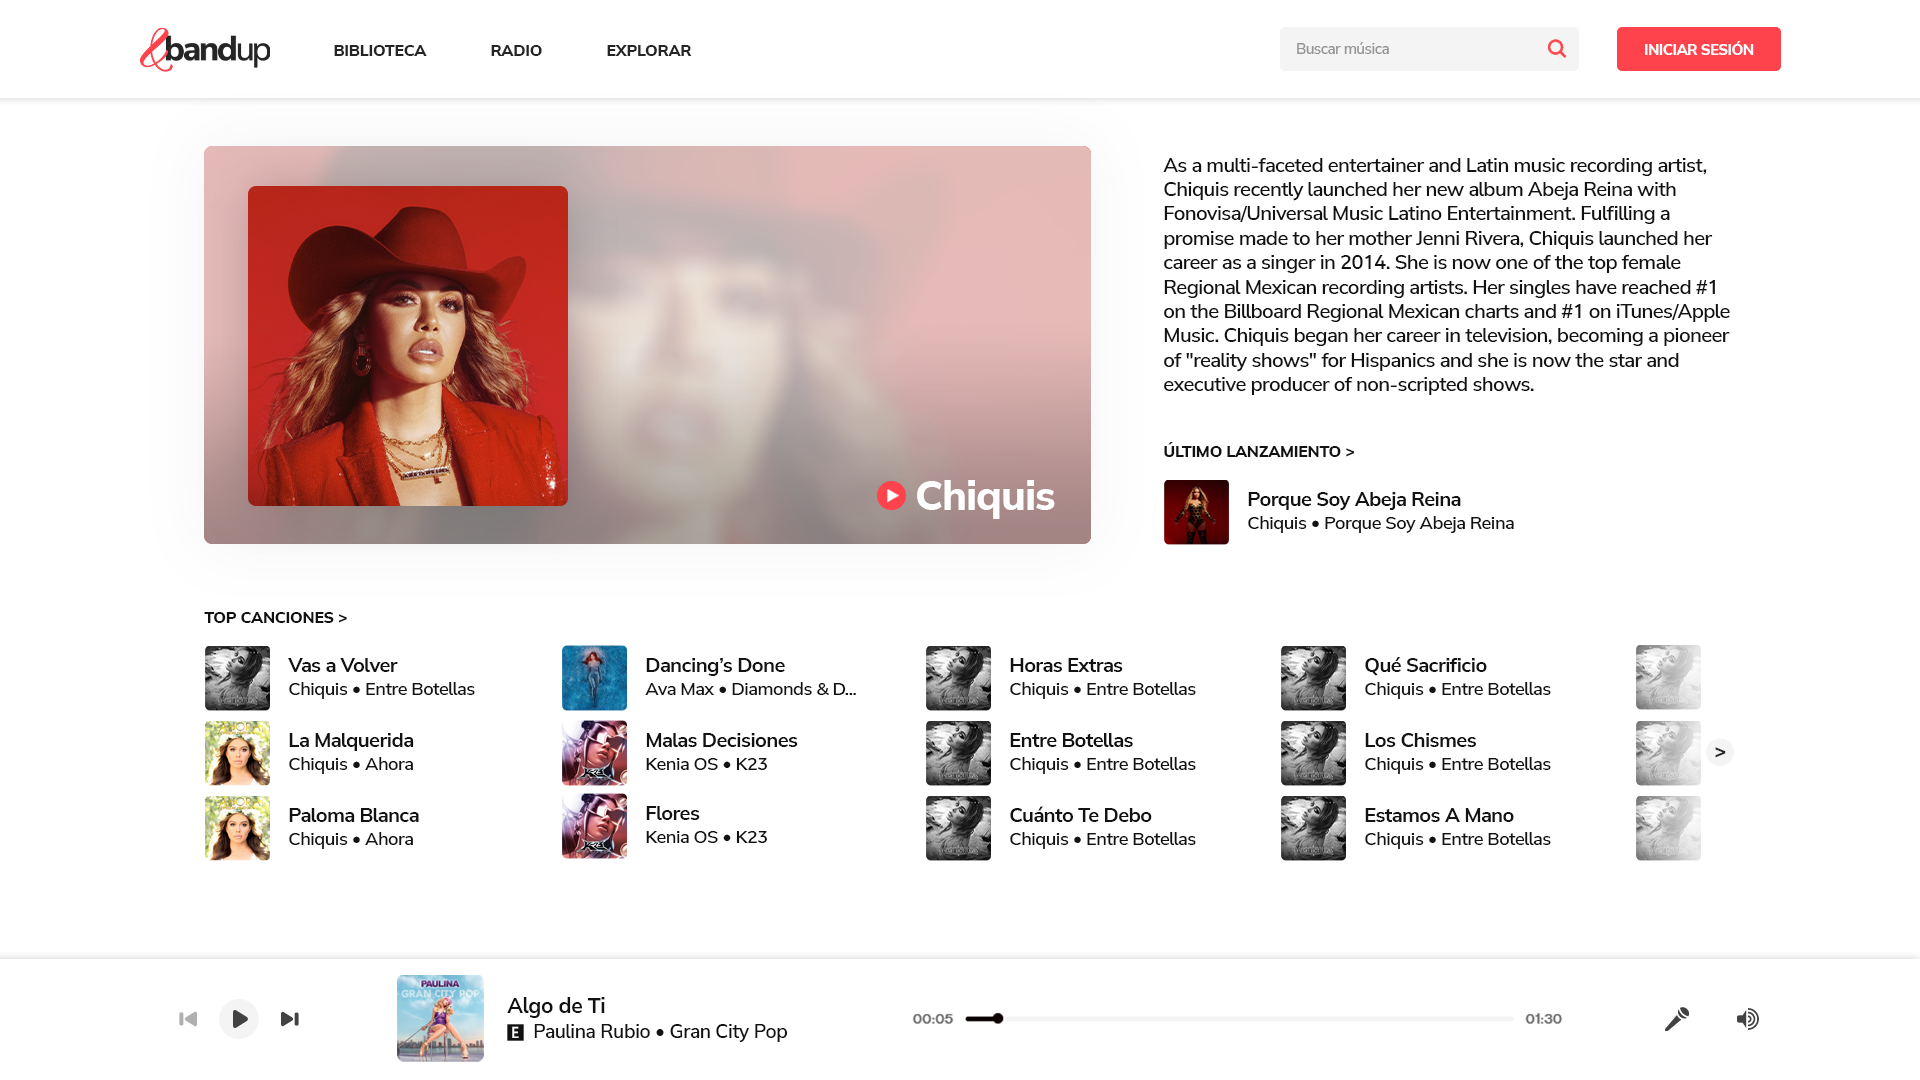 &bandup
BIBLIOTECA
RADIO
EXPLORAR
Buscar música
INICIAR SESIÓN
Chiquis
As a multi-faceted entertainer and Latin music recording artist,
Chiquis recently launched her new album Abeja Reina with
Fonovisa/Universal Music Latino Entertainment. Fulfilling a
promise made to her mother Jenni Rivera, Chiquis launched her
career as a singer in 2014. She is now one of the top female
Regional Mexican recording artists. Her singles have reached #1
on the Billboard Regional Mexican charts and #1 on iTunes/Apple
Music. Chiquis began her career in television, becoming a pioneer
of "reality shows" for Hispanics and she is now the star and
executive producer of non-scripted shows.
ÚLTIMO LANZAMIENTO >
Porque Soy Abeja Reina
Chiquis • Porque Soy Abeja Reina
TOP CANCIONES >
Vas a Volver
Chiquis • Entre Botellas
La Malquerida
Chiquis • Ahora
Paloma Blanca
Chiquis • Ahora
Dancing’s Done
Ava Max • Diamonds & D...
Malas Decisiones
Kenia OS • K23
Flores
Kenia OS • K23
Horas Extras
Chiquis • Entre Botellas
Entre Botellas
Chiquis • Entre Botellas
Cuánto Te Debo
Chiquis • Entre Botellas
Qué Sacrificio
Chiquis • Entre Botellas
Los Chismes
Chiquis • Entre Botellas
Estamos A Mano
Chiquis • Entre Botellas
>
PAULINA
GRAN CITY POP
Algo de Ti
E Paulina Rubio • Gran City Pop
00:05
01:30